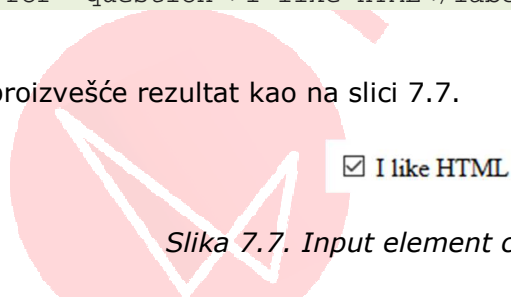 proizvešće rezultat kao na slici 7.7.
I like HTML
Slika 7.7. Input element